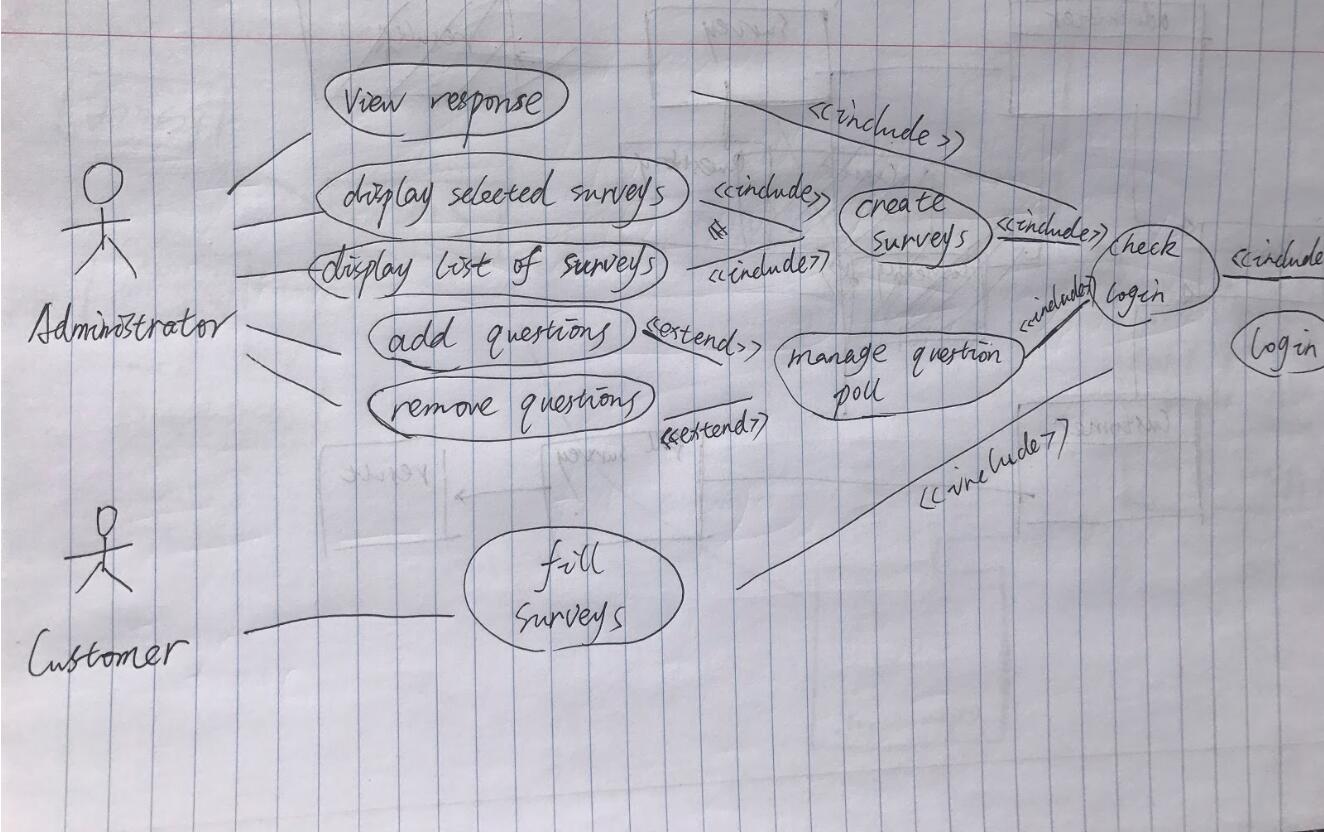 View response
<<include>>
display selected surveys
<<include>>
create
surveys
<<include>>
check
login
<<include
display list of surveys
<<include>>
Administrator
add questions
<<extend>>
manage question
poll
<<include>>
login
remove questions
<<extend>>
<<include>>
fill
surveys
Customer